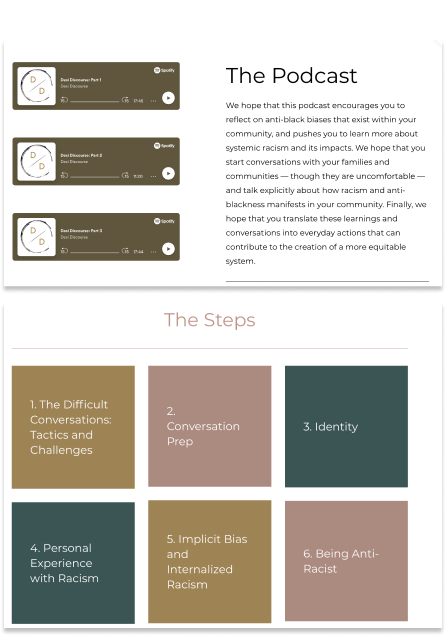 Spotify
Desi Discourse: Part 1
Desi Discourse
17:45
Spotify
Desi Discourse: Part 2
Desi Discourse
Spotify
Desi Discourse: Part 3
Desi Discourse
17:44
The Podcast
We hope that this podcast encourages you to
reflect on anti-black biases that exist within your
community, and pushes you to learn more about
systemic racism and its impacts. We hope that you
start conversations with your families and
communities — though they are uncomfortable —
and talk explicitly about how racism and anti-
blackness manifests in your community. Finally, we
hope that you translate these learnings and
conversations into everyday actions that can
contribute to the creation of a more equitable
system.
The Steps
1. The Difficult
Conversations:
Tactics and
Challenges
2.
Conversation
Prep
3. Identity
4. Personal
Experience
with Racism
5. Implicit Bias
and
Internalized
Racism
6. Being Anti-
Racist